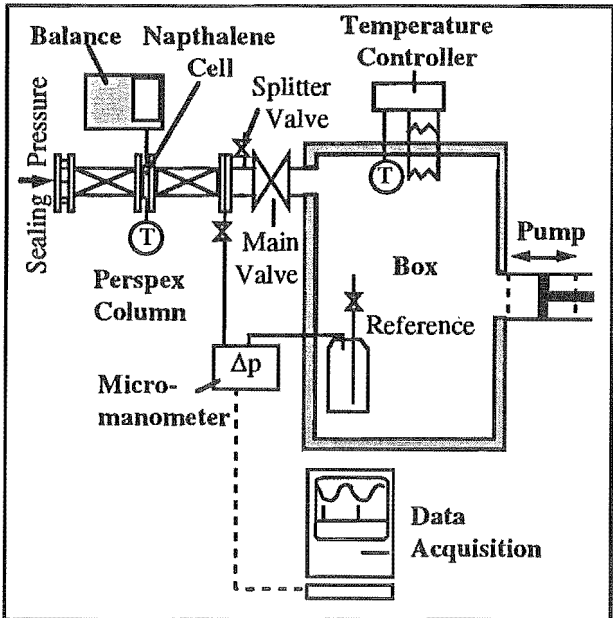 Balance
Napthalene
Cell
Temperature
Controller
Splitter
Valve
Sealing Pressure
T
T
Main
Valve
Perspex
Column
Box
Pump
Reference
Δp
Micro-
manometer
Data
Acquisition